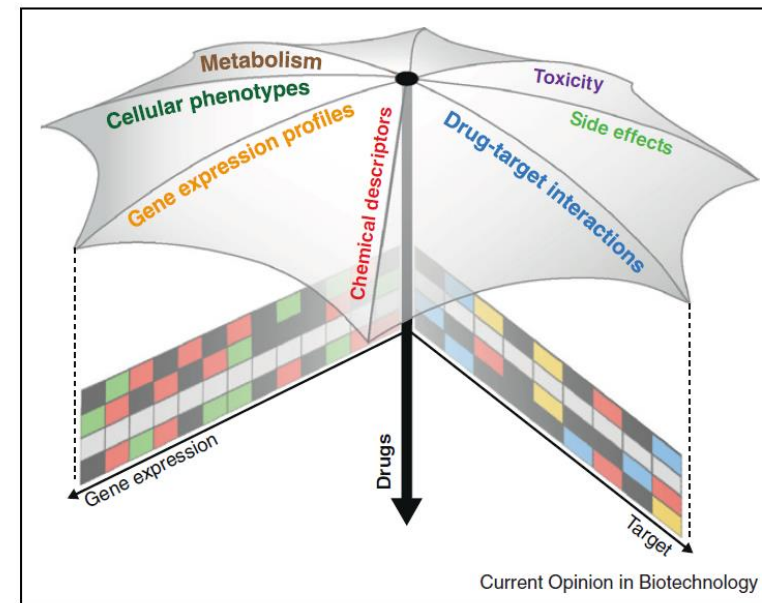 Metabolism
Cellular phenotypes
Gene expression profiles
Chemical descriptors
Drug-target interactions
Side effects
Toxicity
Gene expression
Drugs
Target
Current Opinion in Biotechnology